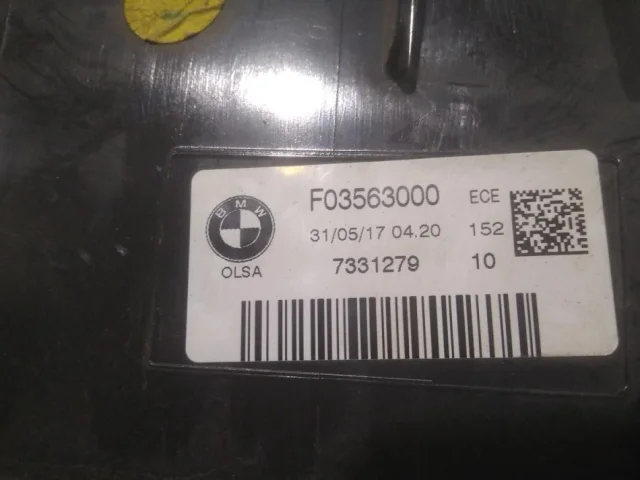 BMW
F03563000 ECE
31/05/17 04.20 152
OLSA 7331279 10